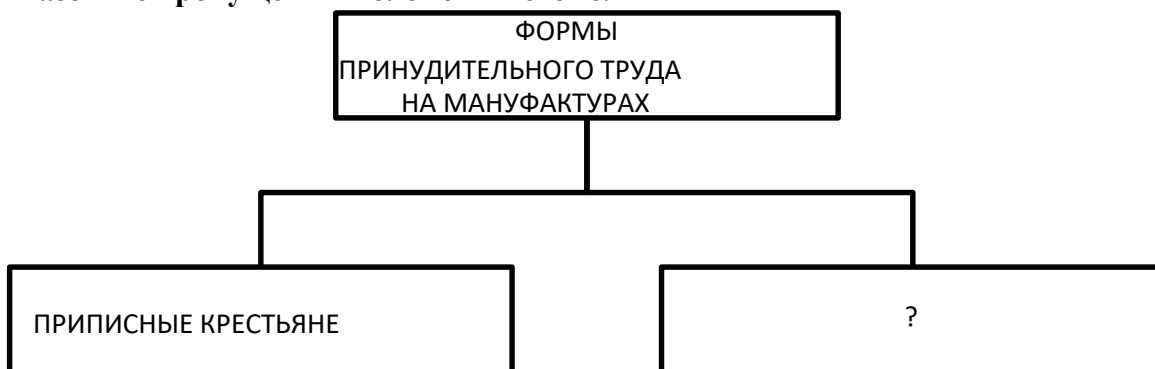 ФОРМЫ
ПРИНУДИТЕЛЬНОГО ТРУДА
НА МАНУФАКТУРАХ
ПРИПИСНЫЕ КРЕСТЬЯНЕ
?